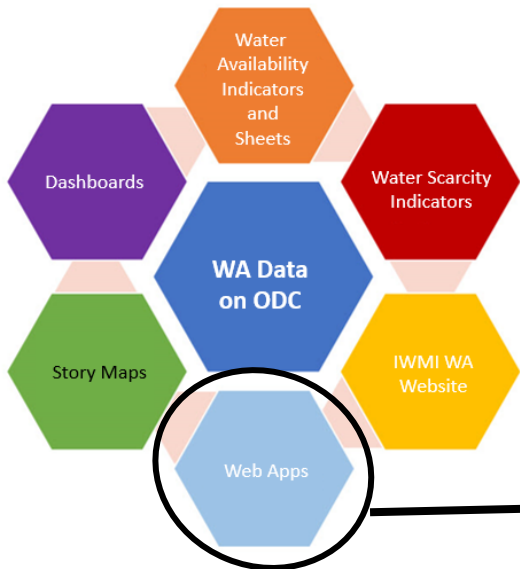 Water
Availability
Indicators
and
Sheets
Dashboards
Water Scarcity
Indicators
WA Data
on ODC
Story Maps
IWMI WA
Website
Web Apps